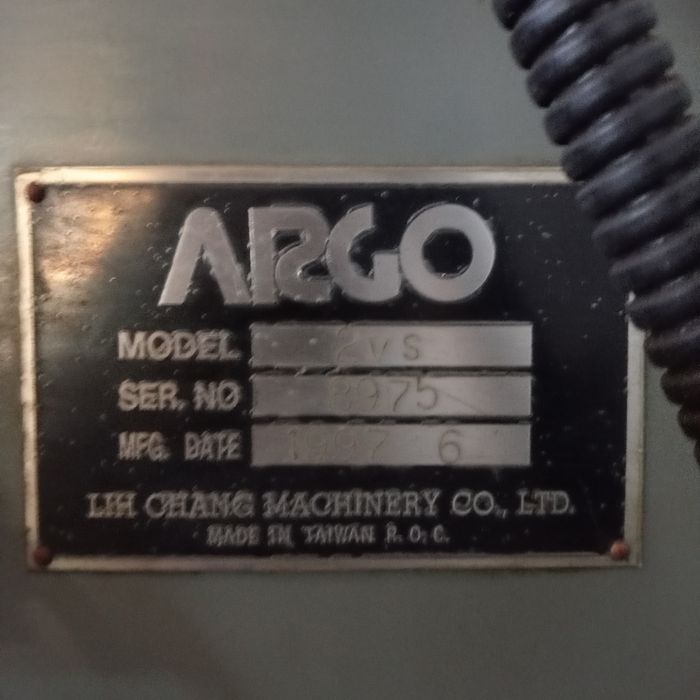 ARGO
MODEL 2VS
SER. NO 8975
MFG. DATE 1997 6
LIH CHANG MACHINERY CO., LTD.
MADE IN TAIWAN R.O.C.